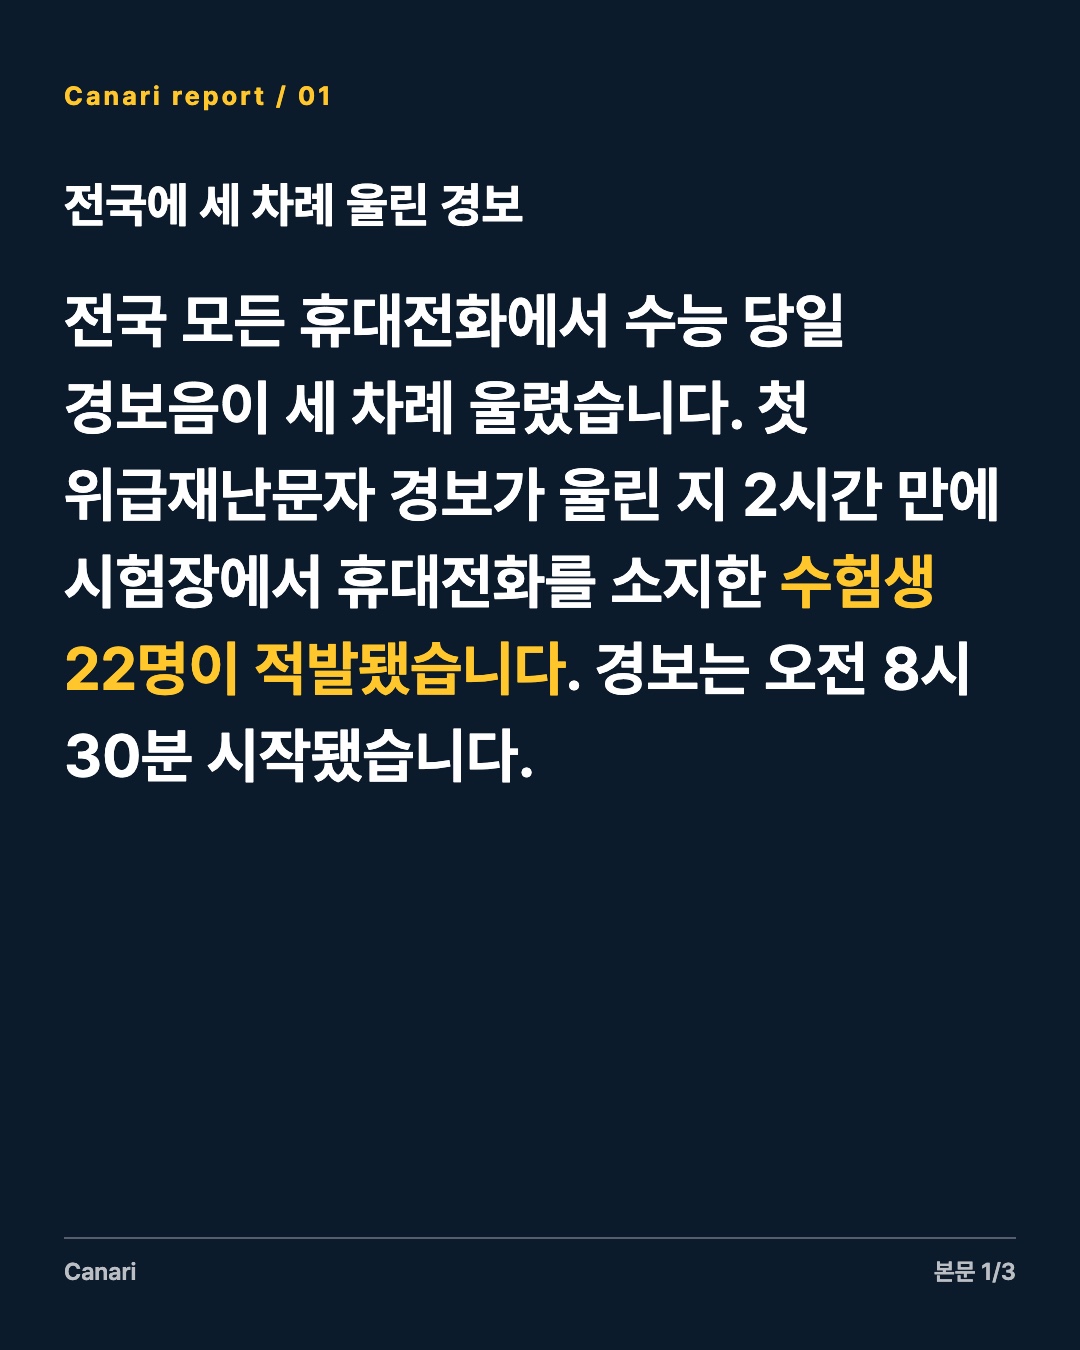 Canari report / 01
전국에 세 차례 울린 경보
전국 모든 휴대전화에서 수능 당일
경보음이 세 차례 울렸습니다. 첫
위급재난문자 경보가 울린 지 2시간 만에
시험장에서 휴대전화를 소지한 수험생
22명이 적발됐습니다. 경보는 오전 8시
30분 시작됐습니다.
Canari
본문 1/3